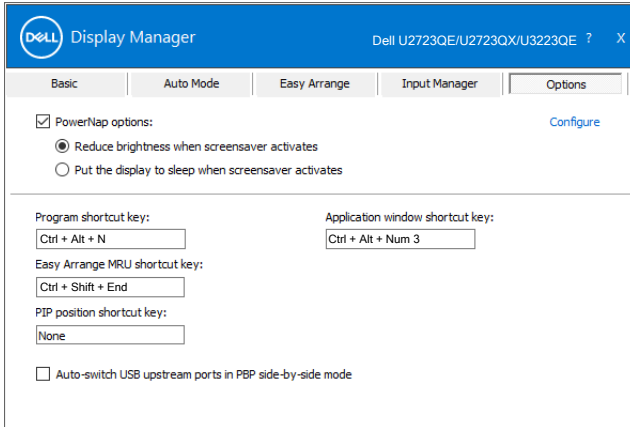 DELL Display Manager
Dell U2723QE/U2723QX/U3223QE ? X
Basic Auto Mode Easy Arrange Input Manager Options
PowerNap options: Configure
Reduce brightness when screensaver activates
Put the display to sleep when screensaver activates
Program shortcut key: Application window shortcut key:
Ctrl + Alt + N Ctrl + Alt + Num 3
Easy Arrange MRU shortcut key:
Ctrl + Shift + End
PIP position shortcut key:
None
Auto-switch USB upstream ports in PBP side-by-side mode